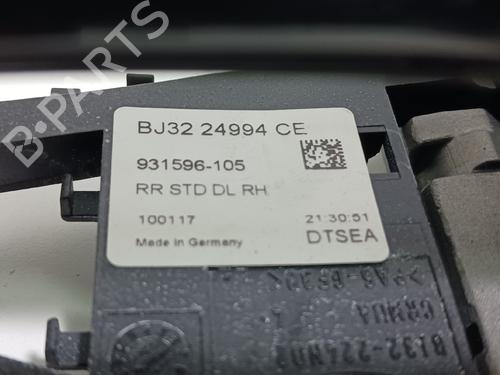 B-PARTS
BJ32 24994 CE
931596-105
RR STD DL RH
100117
21:30:51
Made in Germany
DTSEA